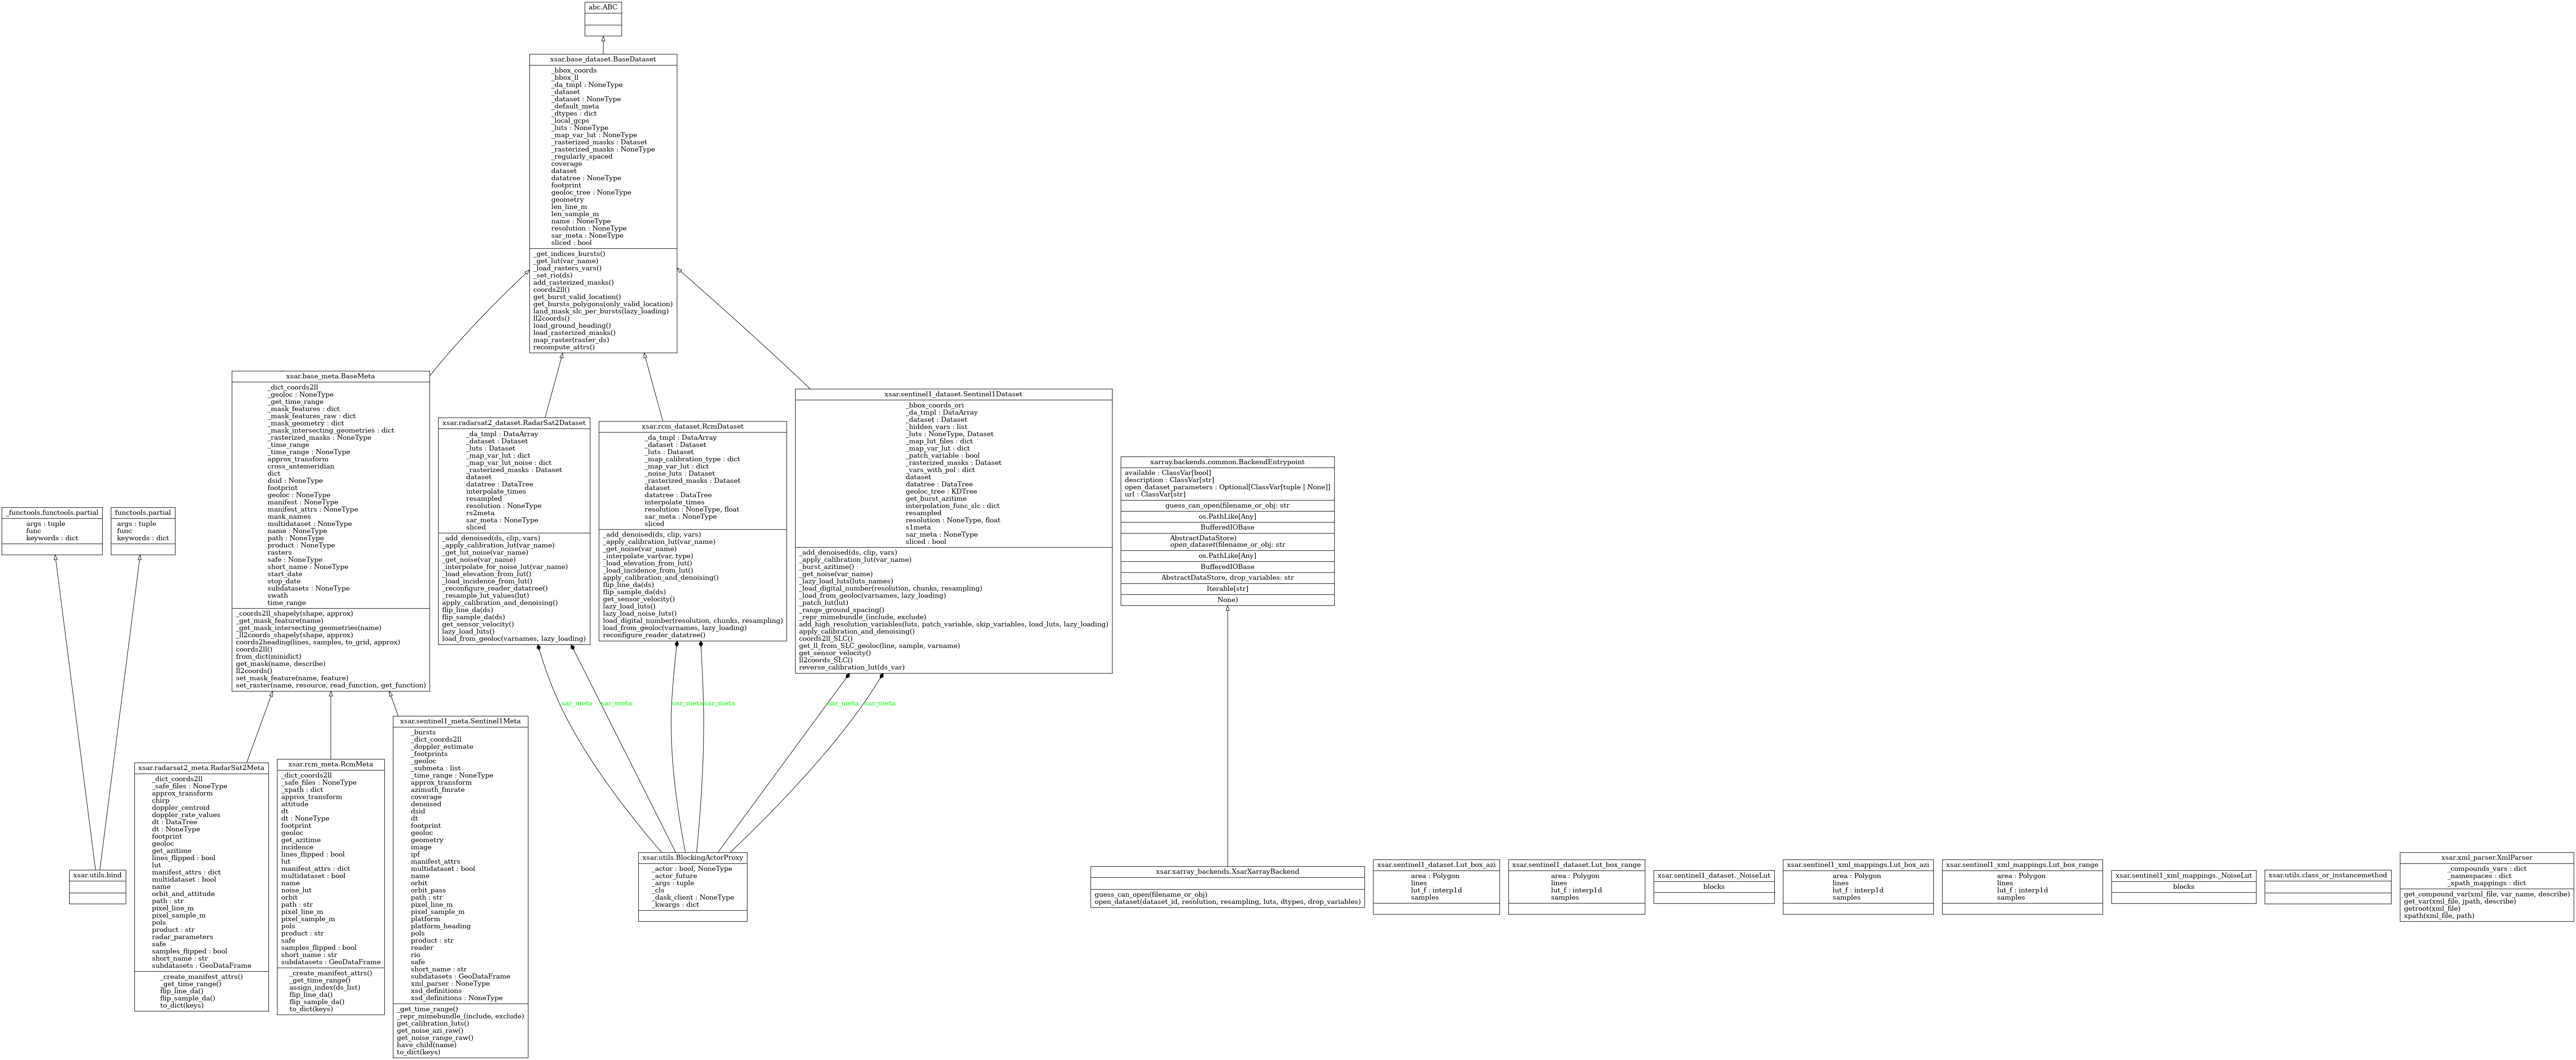 abc.ABC
xsar.base_dataset.BaseDataset
_bbox_coords
_bbox_ll
_da_tmpl : NoneType
_dataset
_dataset : NoneType
_default_meta
_dtypes : dict
_local_gcps
_luts : NoneType
_map_var_lut : NoneType
_rasterized_masks : Dataset
_rasterized_masks : NoneType
_regularly_spaced
coverage
dataset
datatree : NoneType
footprint
geoloc_tree : NoneType
geometry
len_line_m
len_sample_m
name : NoneType
resolution : NoneType
sar_meta : NoneType
sliced : bool
_get_indices_bursts()
_get_lut(var_name)
_load_rasters_vars()
_set_rio(ds)
add_rasterized_masks()
coords2ll()
get_burst_valid_location()
get_bursts_polygons(only_valid_location)
land_mask_slc_per_bursts(lazy_loading)
ll2coords()
load_ground_heading()
load_rasterized_masks()
map_raster(raster_ds)
recompute_attrs()
xsar.base_meta.BaseMeta
_dict_coords2ll
_geoloc : NoneType
_get_time_range
_mask_features : dict
_mask_features_raw : dict
_mask_geometry : dict
_mask_intersecting_geometries : dict
_rasterized_masks : NoneType
_time_range
_time_range : NoneType
approx_transform
cross_antemeridian
dict
dsid : NoneType
footprint
geoloc : NoneType
manifest : NoneType
manifest_attrs : NoneType
mask_names
multidataset : NoneType
name : NoneType
path : NoneType
product : NoneType
rasters
safe : NoneType
short_name : NoneType
start_date
stop_date
subdatasets : NoneType
swath
time_range
_coords2ll_shapely(shape, approx)
_get_mask_feature(name)
_get_mask_intersecting_geometries(name)
_ll2coords_shapely(shape, approx)
coords2heading(lines, samples, to_grid, approx)
coords2ll()
from_dict(minidict)
get_mask(name, describe)
ll2coords()
set_mask_feature(name, feature)
set_raster(name, resource, read_function, get_function)
xsar.radarsat2_dataset.RadarSat2Dataset
_da_tmpl : DataArray
_dataset : Dataset
_luts : Dataset
_map_var_lut : dict
_map_var_lut_noise : dict
_rasterized_masks : Dataset
dataset
datatree : DataTree
interpolate_times
resampled
resolution : NoneType
rs2meta
sar_meta : NoneType
sliced
_add_denoised(ds, clip, vars)
_apply_calibration_lut(var_name)
_get_lut_noise(var_name)
_get_noise(var_name)
_interpolate_for_noise_lut(var_name)
_load_elevation_from_lut()
_load_incidence_from_lut()
_reconfigure_reader_datatree()
_resample_lut_values(lut)
apply_calibration_and_denoising()
flip_line_da(ds)
flip_sample_da(ds)
get_sensor_velocity()
lazy_load_luts()
load_from_geoloc(varnames, lazy_loading)
xsar.rcm_dataset.RcmDataset
_da_tmpl : DataArray
_dataset : Dataset
_luts : Dataset
_map_calibration_type : dict
_map_var_lut : dict
_noise_luts : Dataset
_rasterized_masks : Dataset
dataset
datatree : DataTree
interpolate_times
resolution : NoneType, float
sar_meta : NoneType
sliced
_add_denoised(ds, clip, vars)
_apply_calibration_lut(var_name)
_get_noise(var_name)
_interpolate_var(var, type)
_load_elevation_from_lut()
_load_incidence_from_lut()
apply_calibration_and_denoising()
flip_line_da(ds)
flip_sample_da(ds)
get_sensor_velocity()
lazy_load_luts()
lazy_load_noise_luts()
load_digital_number(resolution, chunks, resampling)
load_from_geoloc(varnames, lazy_loading)
reconfigure_reader_datatree()
xsar.sentinel1_dataset.Sentinel1Dataset
_bbox_coords_ori
_da_tmpl : DataArray
_dataset : Dataset
_hidden_vars : list
_luts : NoneType, Dataset
_map_lut_files : dict
_map_var_lut : dict
_patch_variable : bool
_rasterized_masks : Dataset
_vars_with_pol : dict
dataset
datatree : DataTree
geoloc_tree : KDTree
get_burst_azitime
interpolation_func_slc : dict
resampled
resolution : NoneType, float
s1meta
sar_meta : NoneType
sliced : bool
_add_denoised(ds, clip, vars)
_apply_calibration_lut(var_name)
_burst_azitime()
_get_noise(var_name)
_lazy_load_luts(luts_names)
_load_digital_number(resolution, chunks, resampling)
_load_from_geoloc(varnames, lazy_loading)
_patch_lut(lut)
_range_ground_spacing()
_repr_mimebundle_(include, exclude)
add_high_resolution_variables(luts, patch_variable, skip_variables, load_luts, lazy_loading)
apply_calibration_and_denoising()
coords2ll_SLC()
get_ll_from_SLC_geoloc(line, sample, varname)
get_sensor_velocity()
ll2coords_SLC()
reverse_calibration_lut(ds_var)
xarray.backends.common.BackendEntrypoint
available : ClassVar[bool]
description : ClassVar[str]
open_dataset_parameters : Optional[ClassVar[tuple | None]]
url : ClassVar[str]
guess_can_open(filename_or_obj: str
os.PathLike[Any]
BufferedIOBase
AbstractDataStore)
open_dataset(filename_or_obj: str
os.PathLike[Any]
BufferedIOBase
AbstractDataStore, drop_variables: str
Iterable[str]
None)
_functools.functools.partial
args : tuple
func
keywords : dict
functools.partial
args : tuple
func
keywords : dict
sar_meta
sar_meta
sar_meta
sar_meta
sar_meta
sar_meta
xsar.utils.bind
xsar.radarsat2_meta.RadarSat2Meta
_dict_coords2ll
_safe_files : NoneType
approx_transform
chirp
doppler_centroid
doppler_rate_values
dt : DataTree
dt : NoneType
footprint
geoloc
get_azitime
lines_flipped : bool
lut
manifest_attrs : dict
multidataset : bool
name
orbit_and_attitude
path : str
pixel_line_m
pixel_sample_m
pols
product : str
radar_parameters
safe
samples_flipped : bool
short_name : str
subdatasets : GeoDataFrame
_create_manifest_attrs()
_get_time_range()
flip_line_da()
flip_sample_da()
to_dict(keys)
xsar.rcm_meta.RcmMeta
_dict_coords2ll
_safe_files : NoneType
_xpath : dict
approx_transform
attitude
dt
dt : NoneType
footprint
geoloc
get_azitime
incidence
lines_flipped : bool
lut
manifest_attrs : dict
multidataset : bool
name
noise_lut
orbit
path : str
pixel_line_m
pixel_sample_m
pols
product : str
safe
samples_flipped : bool
short_name : str
subdatasets : GeoDataFrame
_create_manifest_attrs()
_get_time_range()
assign_index(ds_list)
flip_line_da()
flip_sample_da()
to_dict(keys)
xsar.sentinel1_meta.Sentinel1Meta
_bursts
_dict_coords2ll
_doppler_estimate
_footprints
_geoloc
_submeta : list
_time_range : NoneType
approx_transform
azimuth_fmrate
coverage
denoised
dsid
dt
footprint
geoloc
geometry
image
ipf
manifest_attrs
multidataset : bool
name
orbit
orbit_pass
path : str
pixel_line_m
pixel_sample_m
platform
platform_heading
pols
product : str
reader
rio
safe
short_name : str
subdatasets : GeoDataFrame
xml_parser : NoneType
xsd_definitions
xsd_definitions : NoneType
_get_time_range()
_repr_mimebundle_(include, exclude)
get_calibration_luts()
get_noise_azi_raw()
get_noise_range_raw()
have_child(name)
to_dict(keys)
xsar.utils.BlockingActorProxy
_actor : bool, NoneType
_actor_future
_args : tuple
_cls
_dask_client : NoneType
_kwargs : dict
xsar.xarray_backends.XsarXarrayBackend
guess_can_open(filename_or_obj)
open_dataset(dataset_id, resolution, resampling, luts, dtypes, drop_variables)
xsar.sentinel1_dataset.Lut_box_azi
area : Polygon
lines
lut_f : interp1d
samples
xsar.sentinel1_dataset.Lut_box_range
area : Polygon
lines
lut_f : interp1d
samples
xsar.sentinel1_dataset._NoiseLut
blocks
xsar.sentinel1_xml_mappings.Lut_box_azi
area : Polygon
lines
lut_f : interp1d
samples
xsar.sentinel1_xml_mappings.Lut_box_range
area : Polygon
lines
lut_f : interp1d
samples
xsar.sentinel1_xml_mappings._NoiseLut
blocks
xsar.utils.class_or_instancemethod
xsar.xml_parser.XmlParser
_compounds_vars : dict
_namespaces : dict
_xpath_mappings : dict
get_compound_var(xml_file, var_name, describe)
get_var(xml_file, jpath, describe)
getroot(xml_file)
xpath(xml_file, path)